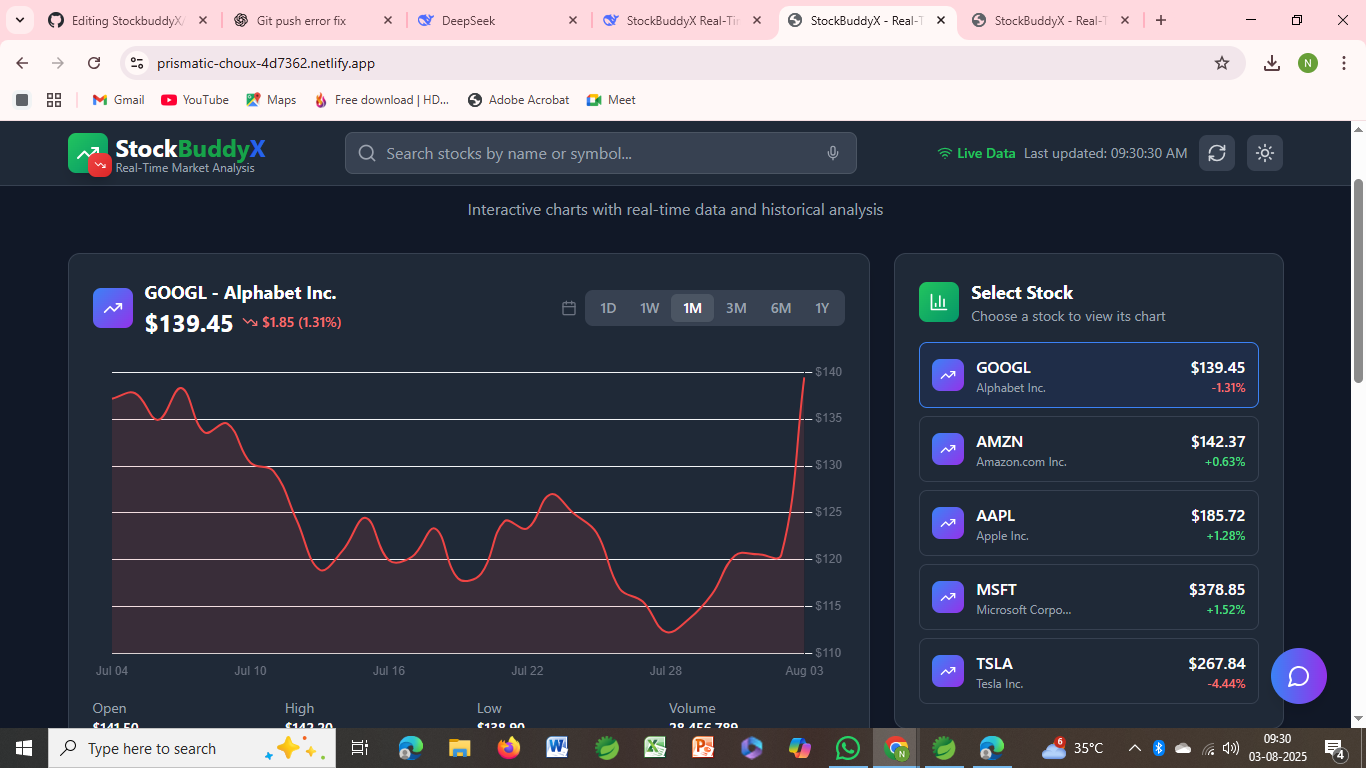 Editing StockbuddyX/
Git push error fix
DeepSeek
StockBuddyX Real-Ti
StockBuddyX - Real-T
StockBuddyX - Real-T
prismatic-choux-4d7362.netlify.app
N
Gmail
YouTube
Maps
Free download | HD...
Adobe Acrobat
Meet
StockBuddyX
Real-Time Market Analysis
Search stocks by name or symbol...
Live Data
Last updated: 09:30:30 AM
Interactive charts with real-time data and historical analysis
GOOGL - Alphabet Inc.
$139.45
$1.85 (1.31%)
1D 1W 1M 3M 6M 1Y
$140
$135
$130
$125
$120
$115
$110
Jul 04 Jul 10 Jul 16 Jul 22 Jul 28 Aug 03
Open High Low Volume
$141.50 $142.20 $138.90 28,456,789
Select Stock
Choose a stock to view its chart
GOOGL $139.45
Alphabet Inc. -1.31%
AMZN $142.37
Amazon.com Inc. +0.63%
AAPL $185.72
Apple Inc. +1.28%
MSFT $378.85
Microsoft Corpo... +1.52%
TSLA $267.84
Tesla Inc. -4.44%
Type here to search
6
35°C
09:30
03-08-2025
4